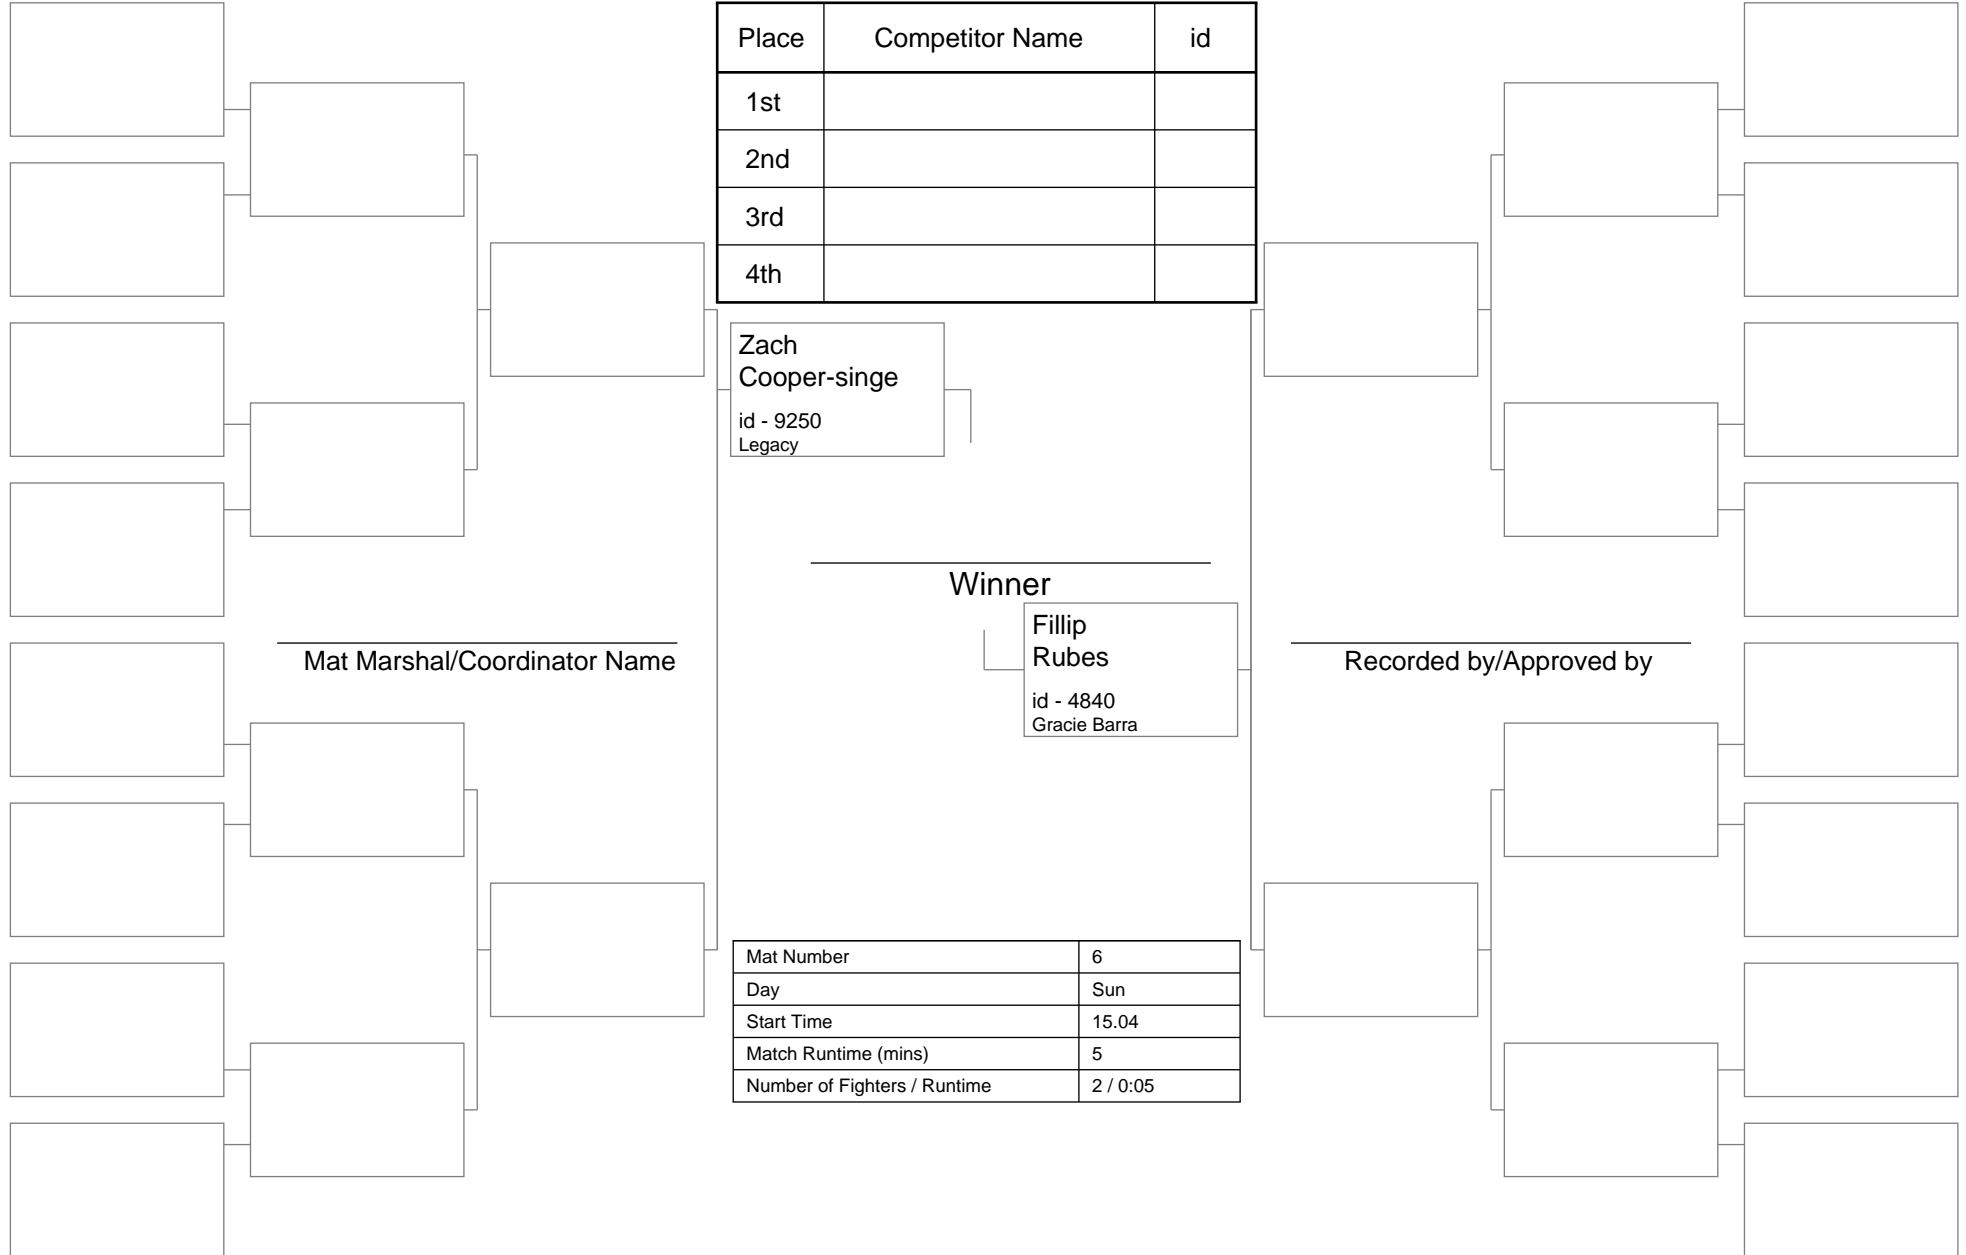 Place Competitor Name id
1st
2nd
3rd
4th
Zach
Cooper-singe
id - 9250
Legacy
Winner
Fillip
Rubes
id - 4840
Gracie Barra
Mat Marshal/Coordinator Name
Recorded by/Approved by
Mat Number 6
Day Sun
Start Time 15.04
Match Runtime (mins) 5
Number of Fighters / Runtime 2 / 0:05